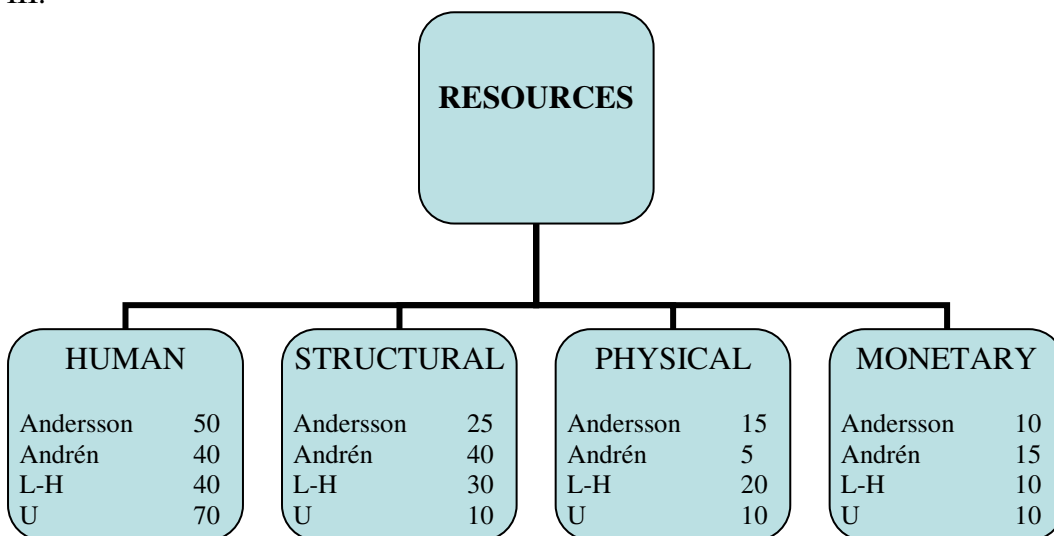 III.
RESOURCES
HUMAN
Andersson 50
Andrén 40
L-H 40
U 70
STRUCTURAL
Andersson 25
Andrén 40
L-H 30
U 10
PHYSICAL
Andersson 15
Andrén 5
L-H 20
U 10
MONETARY
Andersson 10
Andrén 15
L-H 10
U 10